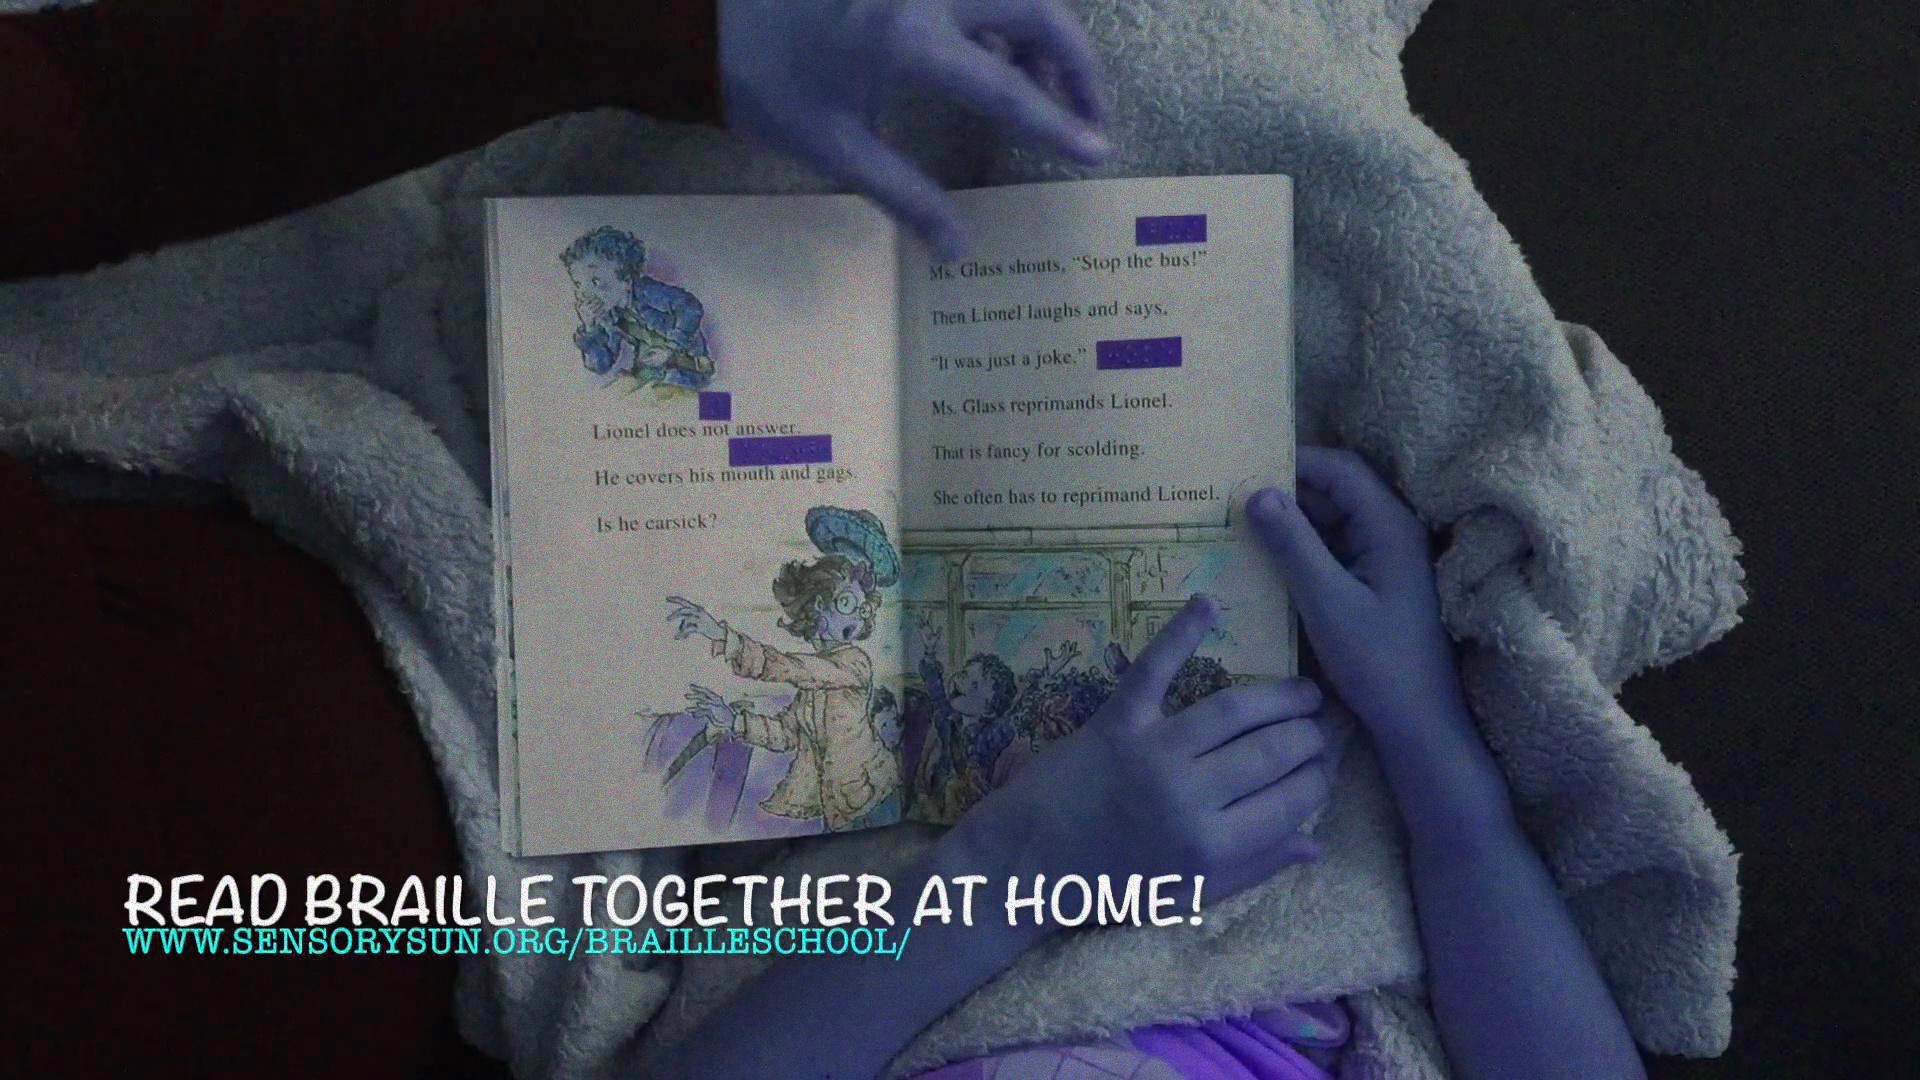 Lionel does not answer.
He covers his mouth and gags.
Is he carsick?
Ms. Glass shouts, “Stop the bus!”
Then Lionel laughs and says,
“It was just a joke.”
Ms. Glass reprimands Lionel.
That is fancy for scolding.
She often has to reprimand Lionel.
READ BRAILLE TOGETHER AT HOME!
WWW.SENSORYSUN.ORG/BRAILLESCHOOL/